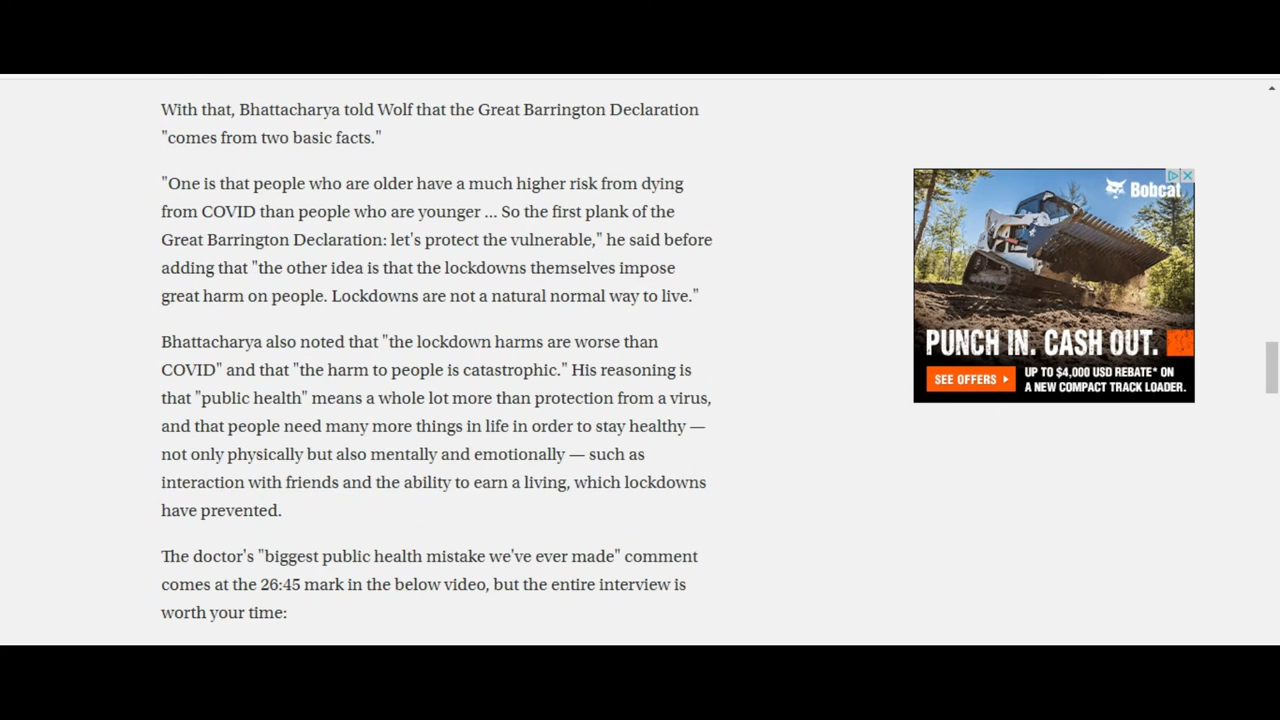 With that, Bhattacharya told Wolf that the Great Barrington Declaration
"comes from two basic facts."
"One is that people who are older have a much higher risk from dying
from COVID than people who are younger ... So the first plank of the
Great Barrington Declaration: let's protect the vulnerable," he said before
adding that "the other idea is that the lockdowns themselves impose
great harm on people. Lockdowns are not a natural normal way to live."
Bhattacharya also noted that "the lockdown harms are worse than
COVID" and that "the harm to people is catastrophic." His reasoning is
that "public health" means a whole lot more than protection from a virus,
and that people need many more things in life in order to stay healthy —
not only physically but also mentally and emotionally — such as
interaction with friends and the ability to earn a living, which lockdowns
have prevented.
The doctor's "biggest public health mistake we've ever made" comment
comes at the 26:45 mark in the below video, but the entire interview is
worth your time:
Bobcat
PUNCH IN. CASH OUT.
SEE OFFERS
UP TO $4,000 USD REBATE* ON
A NEW COMPACT TRACK LOADER.